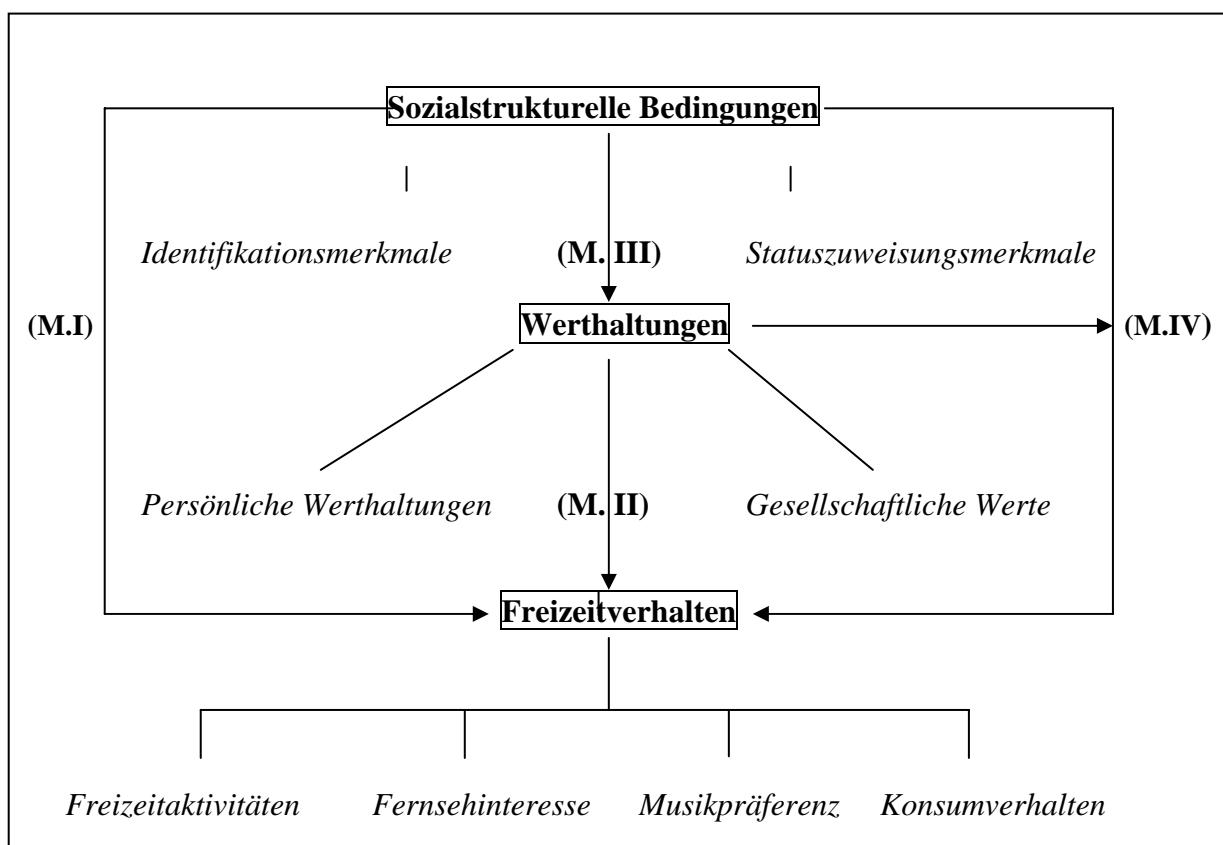 Sozialstrukturelle Bedingungen
Identifikationsmerkmale (M. III) Statuszuweisungsmerkmale
(M.I) Werthaltungen (M.IV)
Persönliche Werthaltungen (M. II) Gesellschaftliche Werte
Freizeitverhalten
Freizeitaktivitäten Fernsehinteresse Musikpräferenz Konsumverhalten